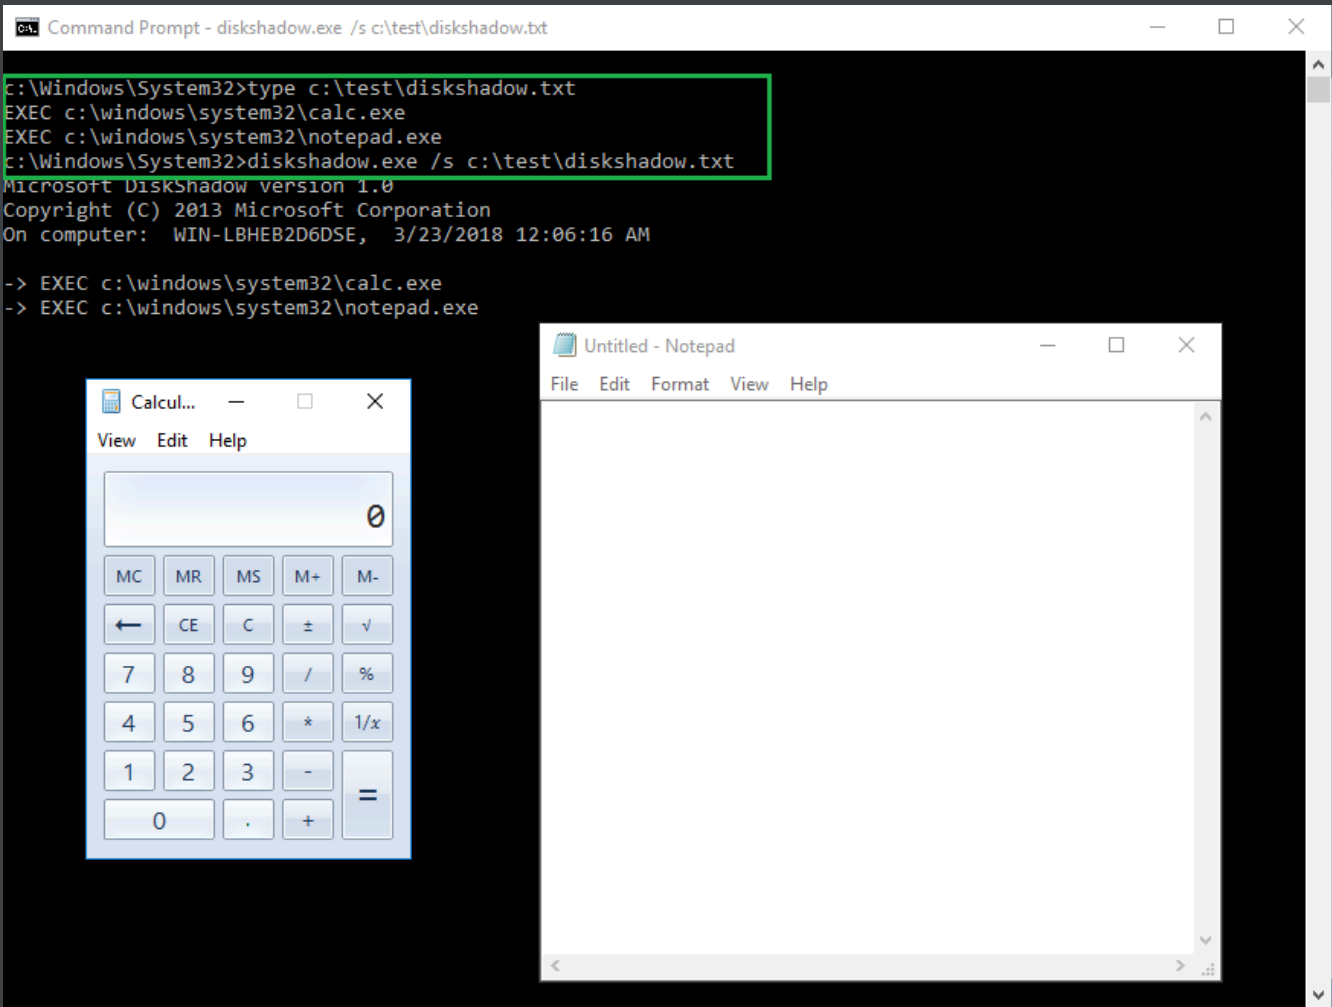 Command Prompt - diskshadow.exe /s c:\test\diskshadow.txt
c:\Windows\System32>type c:\test\diskshadow.txt
EXEC c:\windows\system32\calc.exe
EXEC c:\windows\system32\notepad.exe
c:\Windows\System32>diskshadow.exe /s c:\test\diskshadow.txt
Microsoft DiskShadow version 1.0
Copyright (C) 2013 Microsoft Corporation
On computer:  WIN-LBHEB2D6DSE,  3/23/2018 12:06:16 AM
-> EXEC c:\windows\system32\calc.exe
-> EXEC c:\windows\system32\notepad.exe
Untitled - Notepad
File Edit Format View Help
Calcul...
View Edit Help
0
MC MR MS M+ M-
← CE C ± √
7 8 9 / %
4 5 6 * 1/x
1 2 3 - =
0 . +